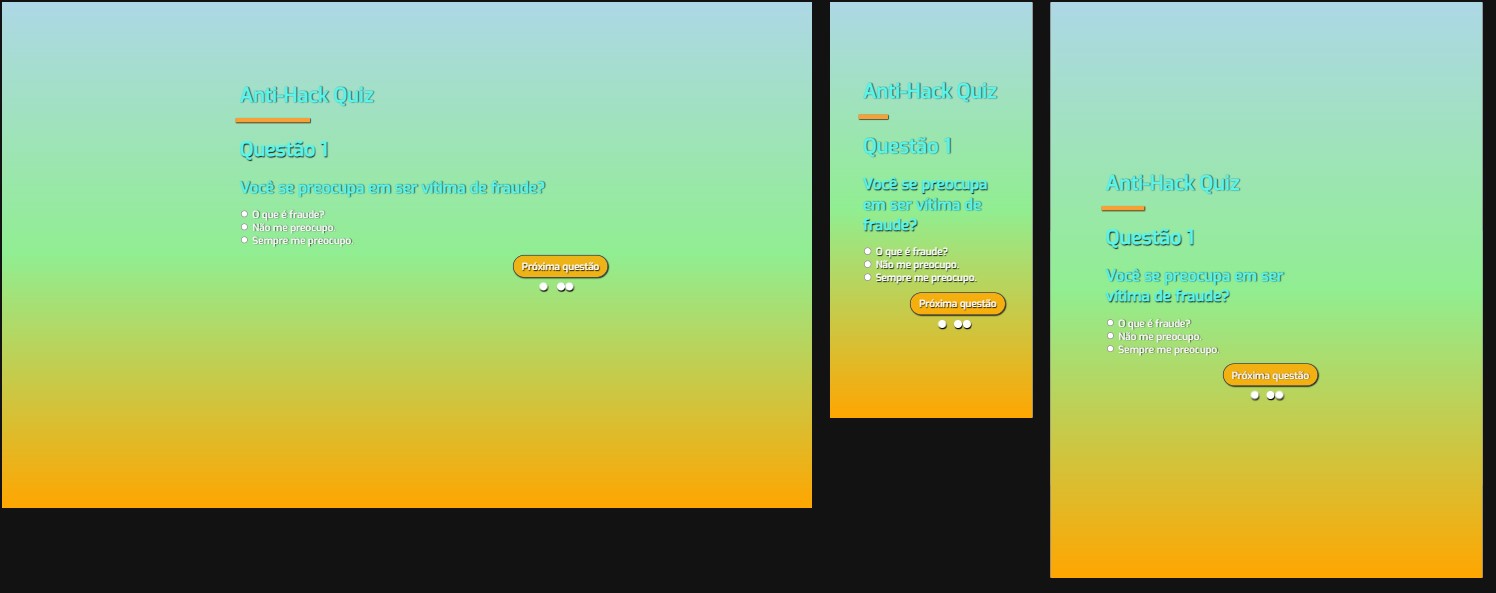 Anti-Hack Quiz
Questão 1
Você se preocupa em ser vítima de fraude?
O que é fraude?
Não me preocupo.
Sempre me preocupo.
Próxima questão
Anti-Hack Quiz
Questão 1
Você se preocupa
em ser vítima de
fraude?
O que é fraude?
Não me preocupo.
Sempre me preocupo.
Próxima questão
Anti-Hack Quiz
Questão 1
Você se preocupa em ser
vítima de fraude?
O que é fraude?
Não me preocupo.
Sempre me preocupo.
Próxima questão